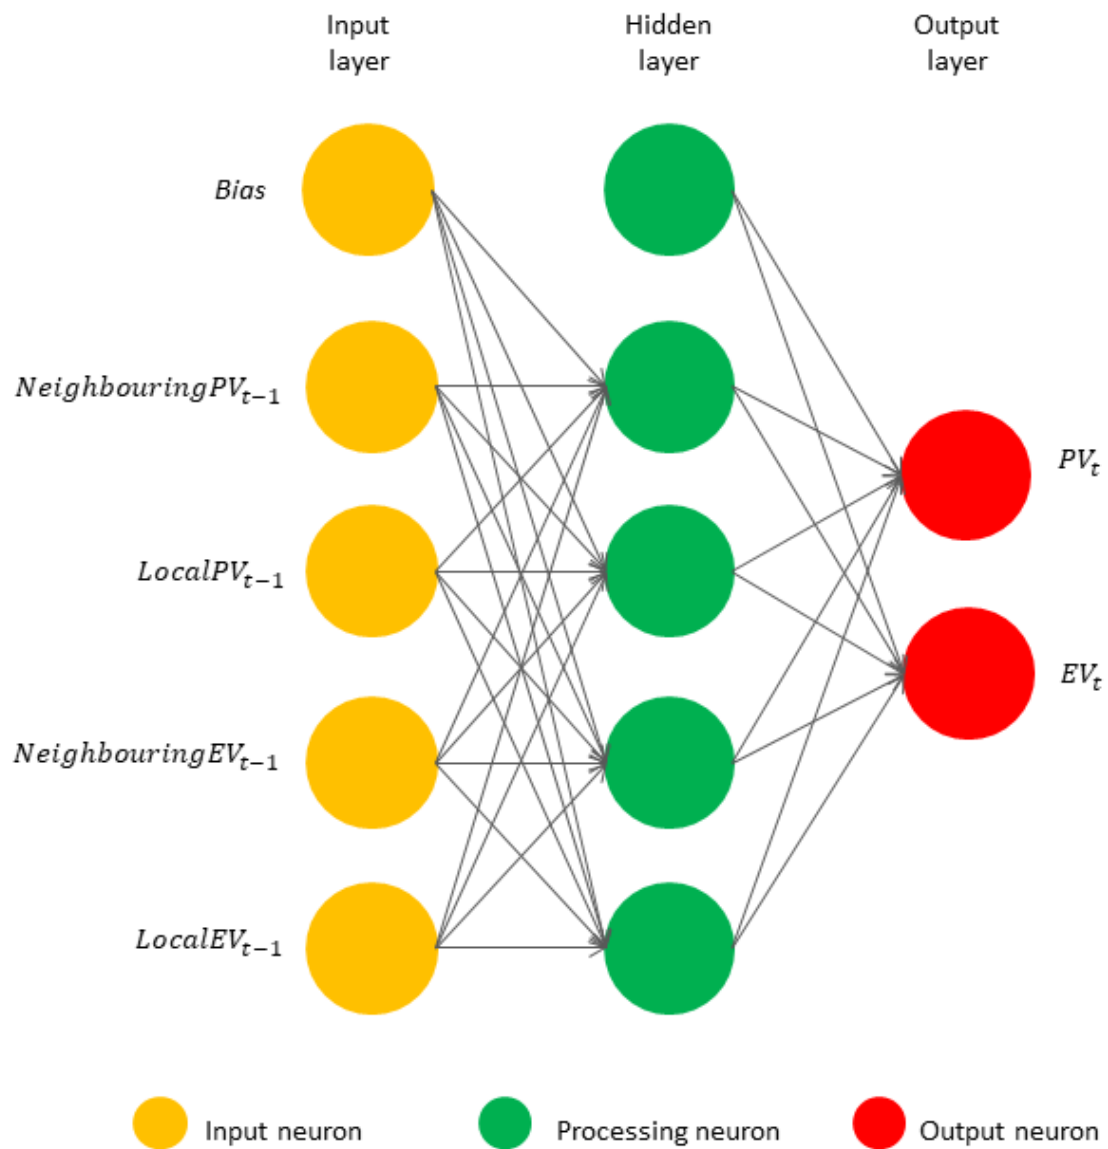 Input
layer
Hidden
layer
Output
layer
Bias
NeighbouringPV_{t−1}
PV_t
LocalPV_{t−1}
EV_t
NeighbouringEV_{t−1}
LocalEV_{t−1}
Input neuron
Processing neuron
Output neuron